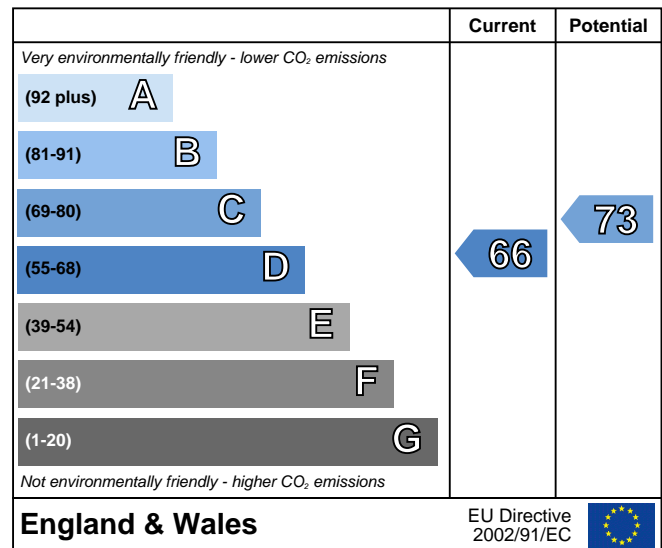 Current Potential
Very environmentally friendly - lower CO₂ emissions
(92 plus) A
(81-91) B
(69-80) C
73
(55-68) D
66
(39-54) E
(21-38) F
(1-20) G
Not environmentally friendly - higher CO₂ emissions
England & Wales
EU Directive
2002/91/EC